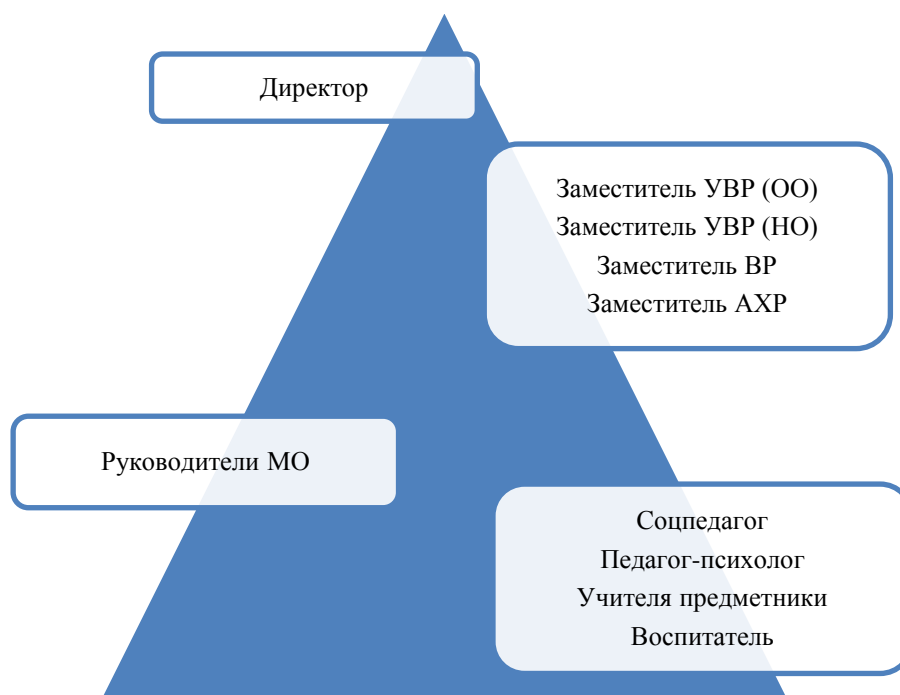 Директор
Заместитель УВР (ОО)
Заместитель УВР (НО)
Заместитель ВР
Заместитель АХР
Руководители МО
Соцпедагог
Педагог-психолог
Учителя предметники
Воспитатель